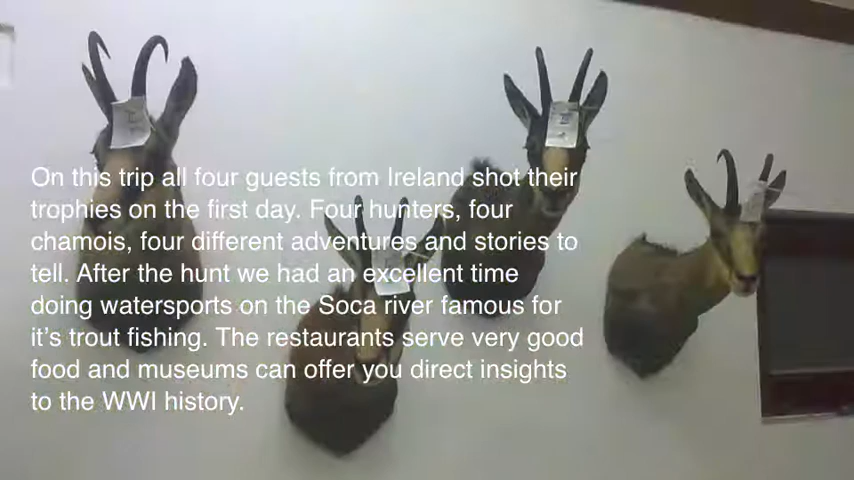 On this trip all four guests from Ireland shot their
trophies on the first day. Four hunters, four
chamois, four different adventures and stories to
tell. After the hunt we had an excellent time
doing watersports on the Soca river famous for
it's trout fishing. The restaurants serve very good
food and museums can offer you direct insights
to the WWI history.